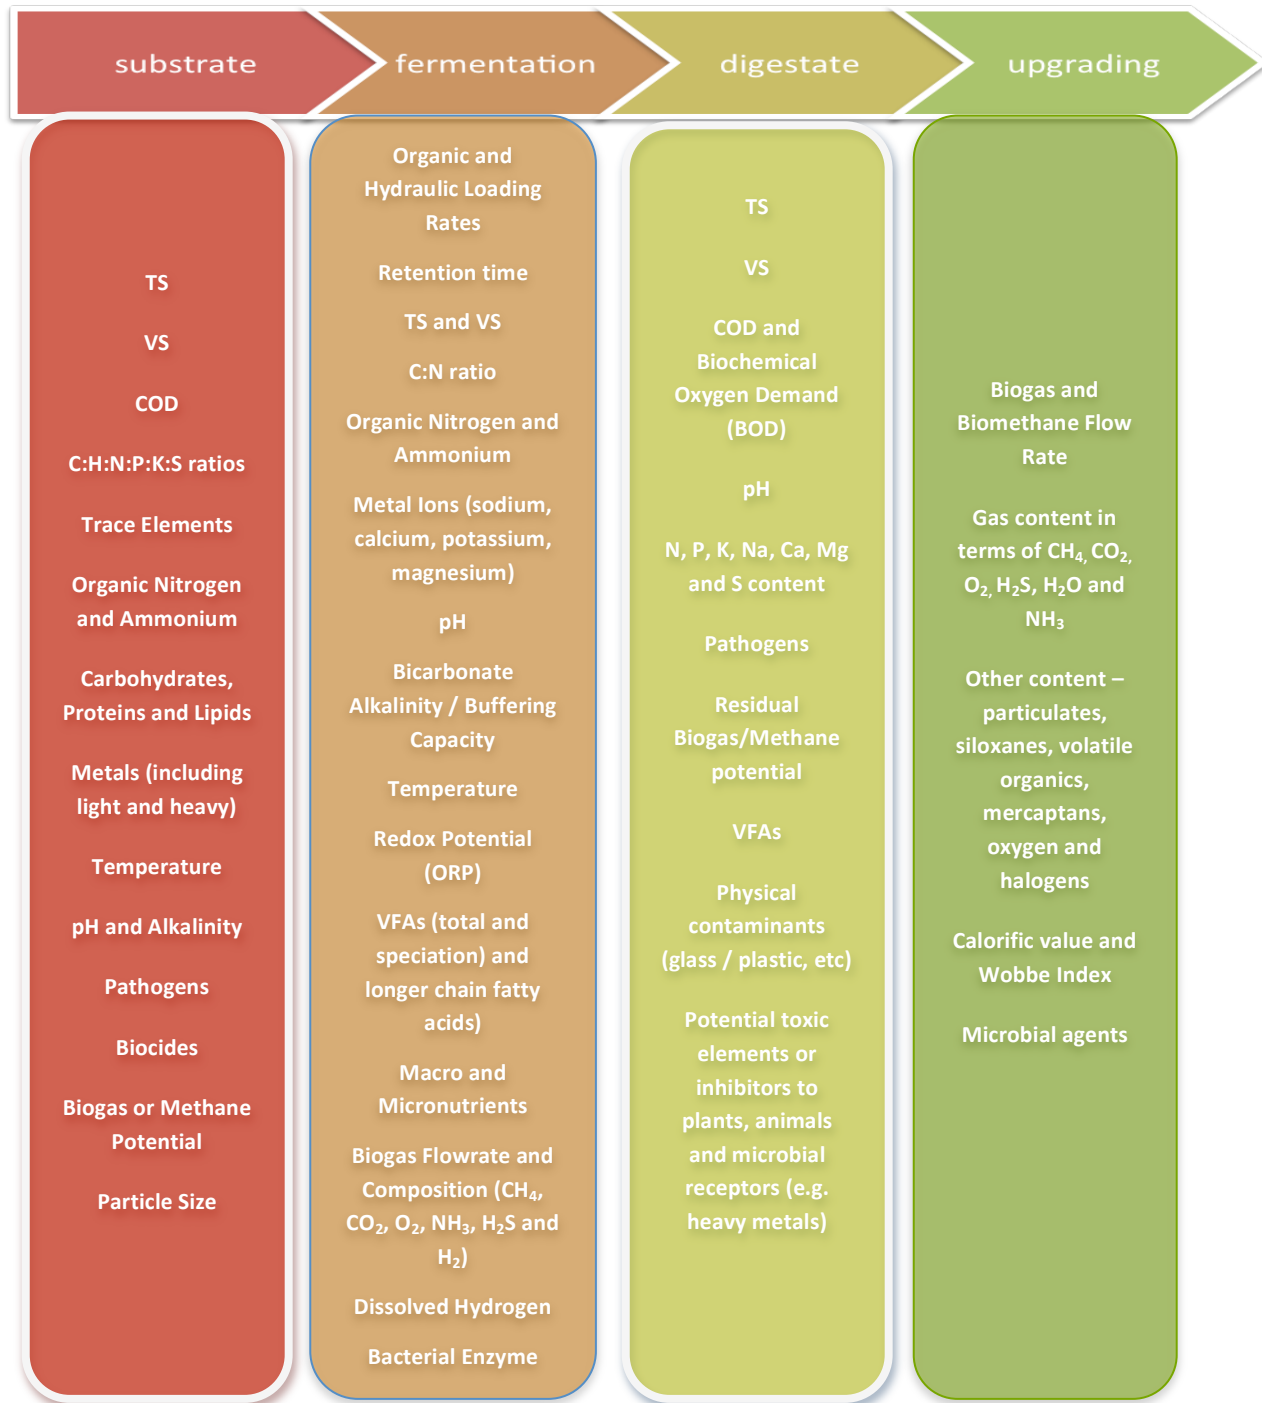 substrate
fermentation
digestate
upgrading
TS
VS
COD
C:H:N:P:K:S ratios
Trace Elements
Organic Nitrogen
and Ammonium
Carbohydrates,
Proteins and Lipids
Metals (including
light and heavy)
Temperature
pH and Alkalinity
Pathogens
Biocides
Biogas or Methane
Potential
Particle Size
Organic and
Hydraulic Loading
Rates
Retention time
TS and VS
C:N ratio
Organic Nitrogen and
Ammonium
Metal Ions (sodium,
calcium, potassium,
magnesium)
pH
Bicarbonate
Alkalinity / Buffering
Capacity
Temperature
Redox Potential
(ORP)
VFAs (total and
speciation) and
longer chain fatty
acids)
Macro and
Micronutrients
Biogas Flowrate and
Composition (CH₄,
CO₂, O₂, NH₃, H₂S and
H₂)
Dissolved Hydrogen
Bacterial Enzyme
TS
VS
COD and
Biochemical
Oxygen Demand
(BOD)
pH
N, P, K, Na, Ca, Mg
and S content
Pathogens
Residual
Biogas/Methane
potential
VFAs
Physical
contaminants
(glass / plastic, etc)
Potential toxic
elements or
inhibitors to
plants, animals
and microbial
receptors (e.g.
heavy metals)
Biogas and
Biomethane Flow
Rate
Gas content in
terms of CH₄, CO₂,
O₂, H₂S, H₂O and
NH₃
Other content –
particulates,
siloxanes, volatile
organics,
mercaptans,
oxygen and
halogens
Calorific value and
Wobbe Index
Microbial agents